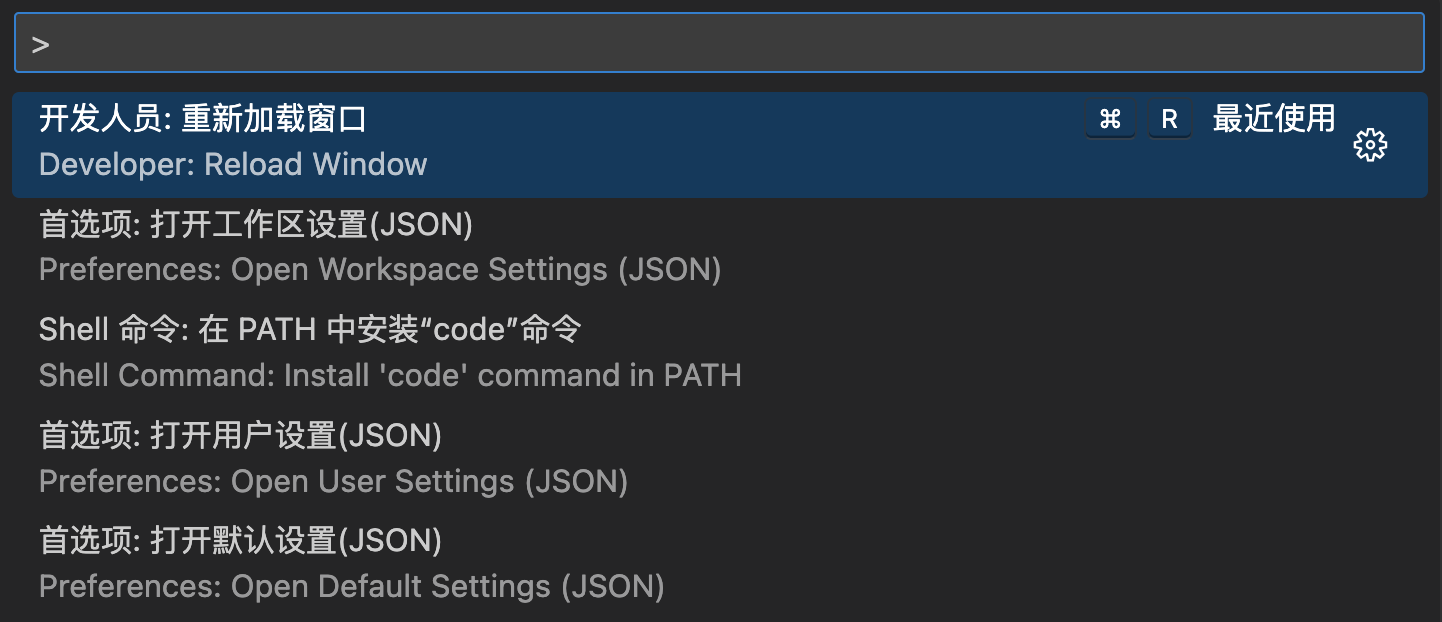 >
开发人员: 重新加载窗口 ⌘ R 最近使用
Developer: Reload Window
首选项: 打开工作区设置(JSON)
Preferences: Open Workspace Settings (JSON)
Shell 命令: 在 PATH 中安装“code”命令
Shell Command: Install 'code' command in PATH
首选项: 打开用户设置(JSON)
Preferences: Open User Settings (JSON)
首选项: 打开默认设置(JSON)
Preferences: Open Default Settings (JSON)